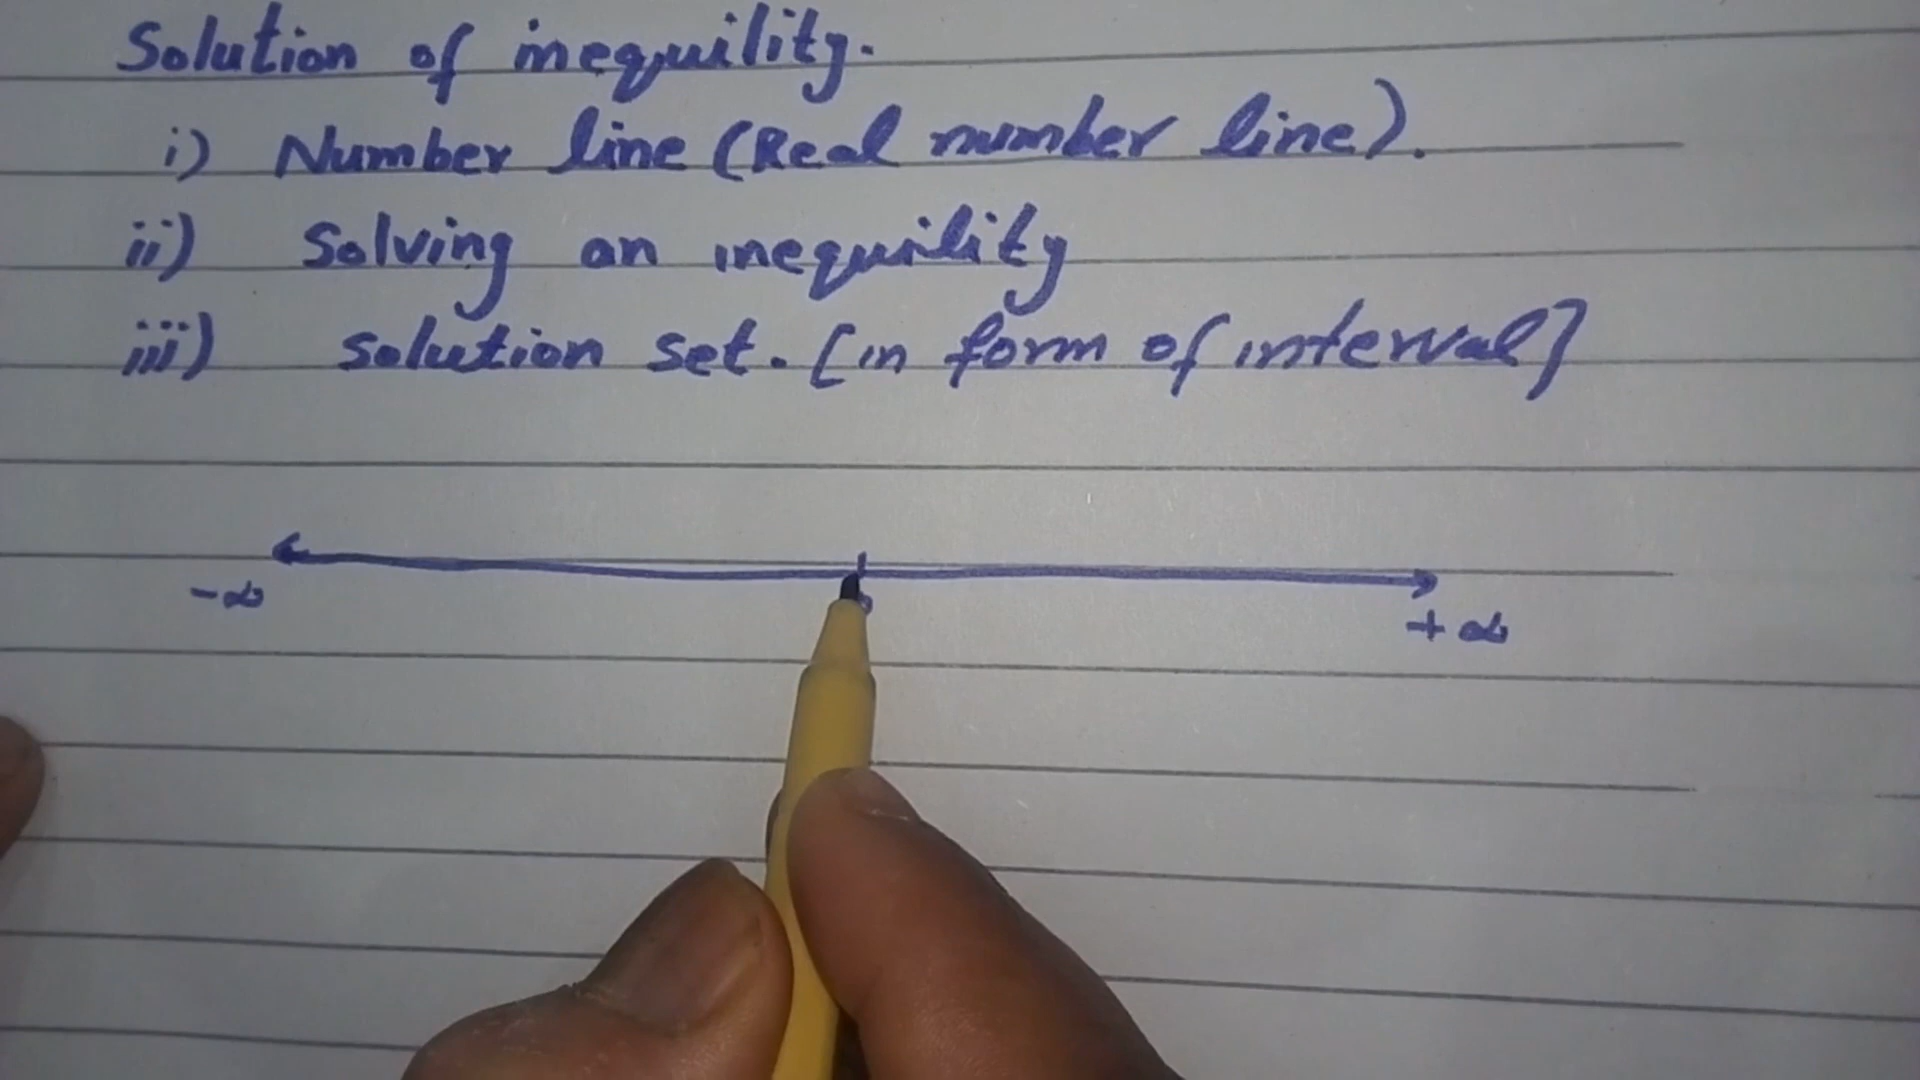 Solution of inequility.
i) Number line (Real number line).
ii) Solving an inequility
iii) solution set. [in form of interval]
-∞ 0 +∞